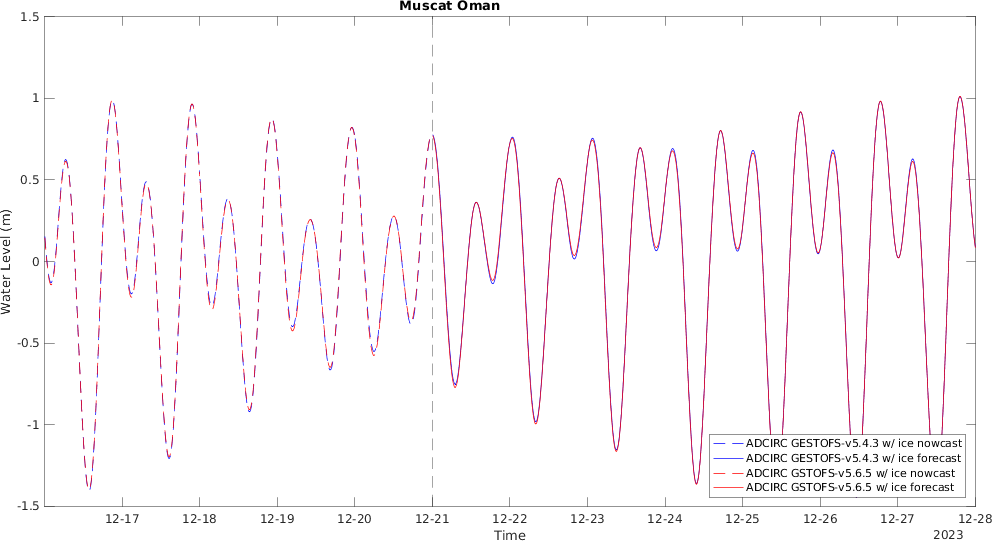 Muscat Oman
1.5
1
0.5
0
-0.5
-1
-1.5
Water Level (m)
ADCIRC GESTOFS-v5.4.3 w/ ice nowcast
ADCIRC GESTOFS-v5.4.3 w/ ice forecast
ADCIRC GSTOFS-v5.6.5 w/ ice nowcast
ADCIRC GSTOFS-v5.6.5 w/ ice forecast
12-17 12-18 12-19 12-20 12-21 12-22 12-23 12-24 12-25 12-26 12-27 12-28
Time
2023